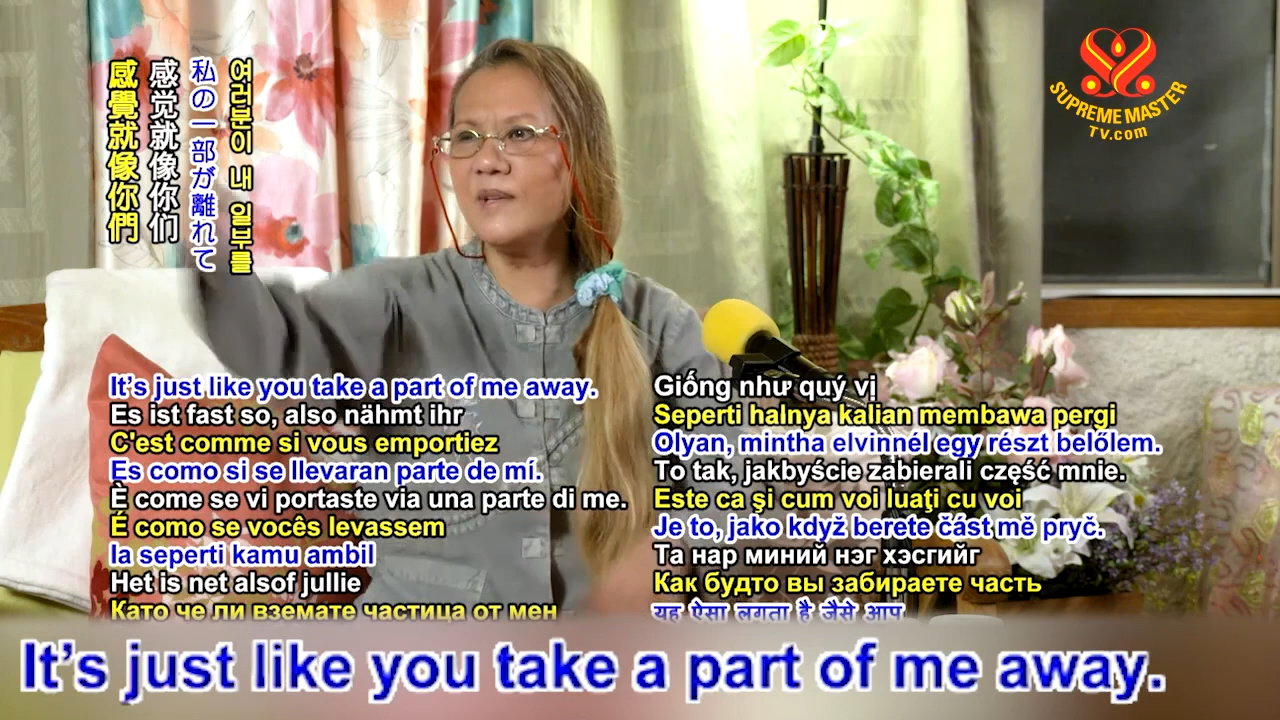 感覺就像你們
感觉就像你们
私の一部が離れて
여러분이 내 일부를
SUPREME MASTER
TV.com
It's just like you take a part of me away.
Es ist fast so, also nähmt ihr
C'est comme si vous emportiez
Es como si se llevaran parte de mí.
È come se vi portaste via una parte di me.
É como se vocês levassem
Ia seperti kamu ambil
Het is net alsof jullie
Като че ли вземате частица от мен
Giống như quý vị
Seperti halnya kalian membawa pergi
Olyan, mintha elvinnél egy részt belőlem.
To tak, jakbyście zabierali część mnie.
Este ca şi cum voi luaţi cu voi
Je to, jako když berete část mě pryč.
Та нар миний нэг хэсгийг
Как будто вы забираете часть
यह ऐसा लगता है जैसे आप
It's just like you take a part of me away.